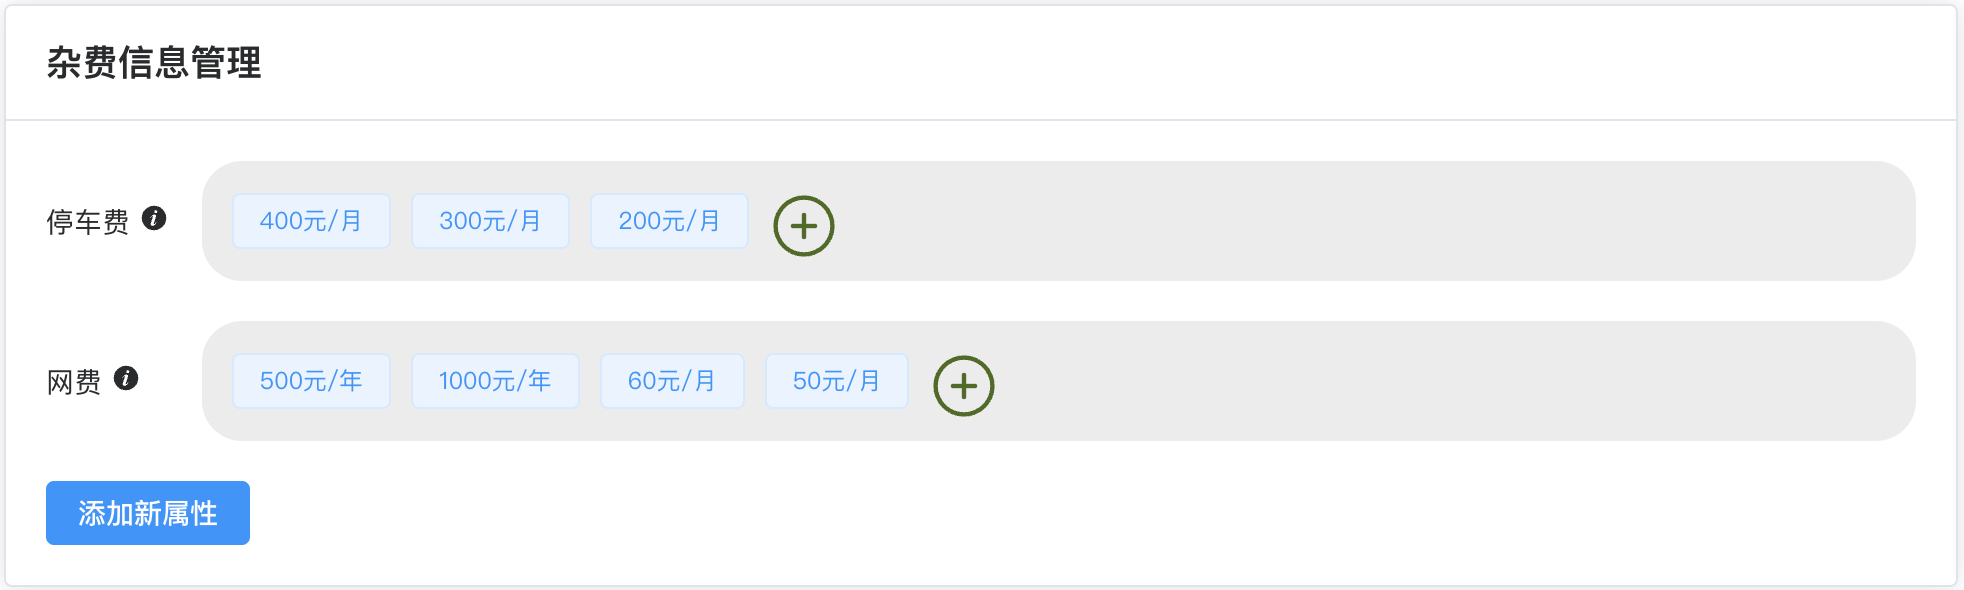 杂费信息管理
停车费 400元/月 300元/月 200元/月
网费 500元/年 1000元/年 60元/月 50元/月
添加新属性